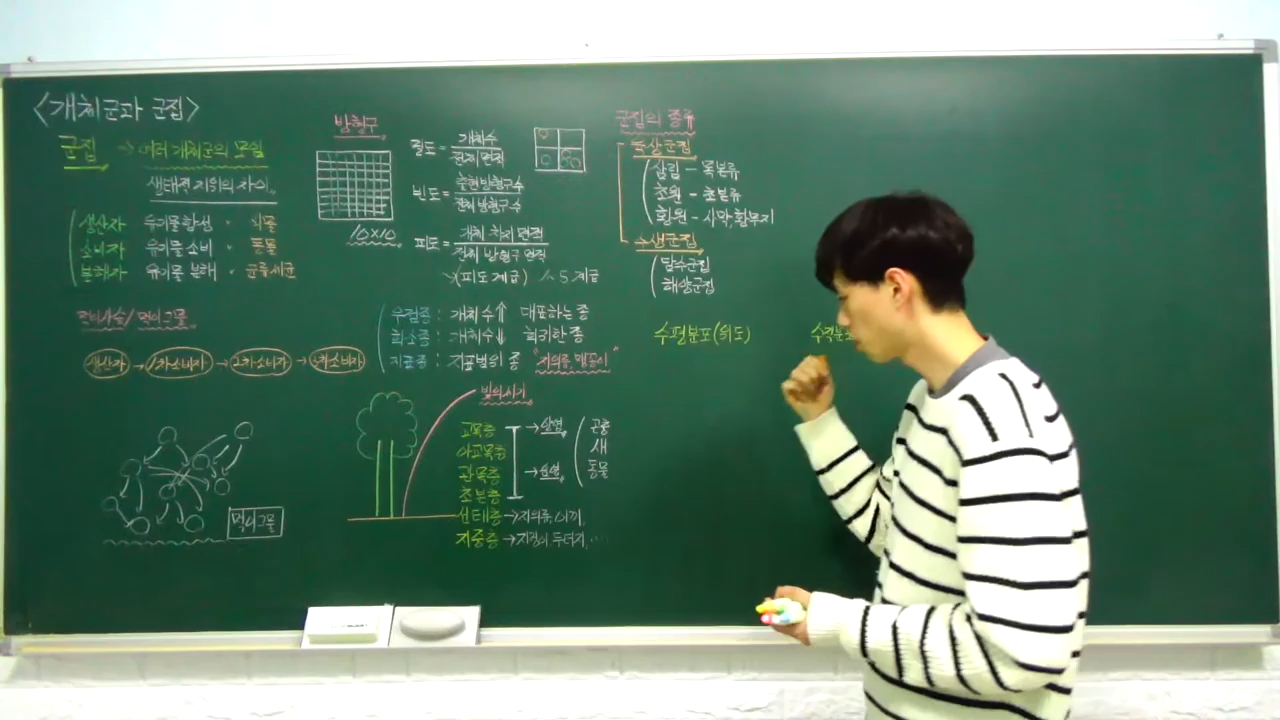 <개체군과 군집>
군집 → 여러 개체군의 모임
생태적 지위의 차이
생산자 유기물 합성 - 식물
소비자 유기물 소비 - 동물
분해자 유기물 분해 - 균류, 세균
먹이사슬/먹이그물
생산자 → 1차소비자 → 2차소비자 → 3차소비자
먹이그물
방형구
10×10
밀도 = 개체수 / 전체 면적
빈도 = 출현 방형구 수 / 전체 방형구 수
피도 = 개체 차지 면적 / 전체 방형구 면적
(피도 계급) 1~5 계급
우점종 : 개체수↑ 대표하는 종
희소종 : 개체수↓ 희귀한 종
지표종 : 지표범위 종 "지의류, 맹꽁이"
빛의 세기
교목층
아교목층
관목층
초본층
선태층 → 지의류, 이끼,
지중층 → 지렁이, 두더지, ...
곤충
새
동물
군집의 종류
육상군집
삼림 - 목본류
초원 - 초본류
황원 - 사막, 황무지
수생군집
담수군집
해양군집
수평분포(위도)
수직분